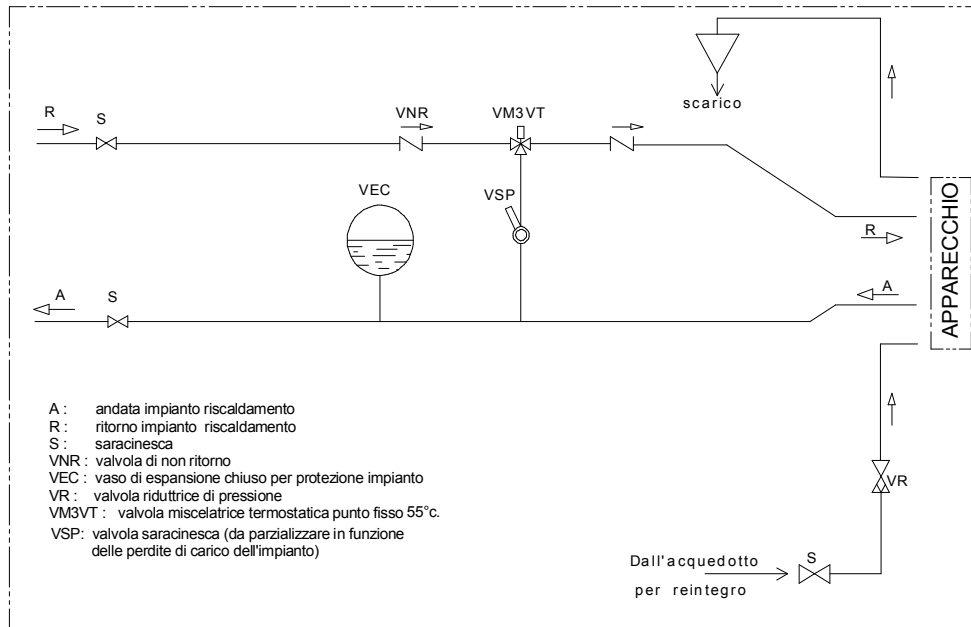 scarico
R
S
VNR
VM3VT
VEC
VSP
R
A
S
A
APPARECCHIO
A : andata impianto riscaldamento
R : ritorno impianto riscaldamento
S : saracinesca
VNR : valvola di non ritorno
VEC : vaso di espansione chiuso per protezione impianto
VR : valvola riduttrice di pressione
VM3VT : valvola miscelatrice termostatica punto fisso 55°c.
VSP: valvola saracinesca (da parzializzare in funzione
delle perdite di carico dell'impianto)
VR
S
Dall'acquedotto
per reintegro